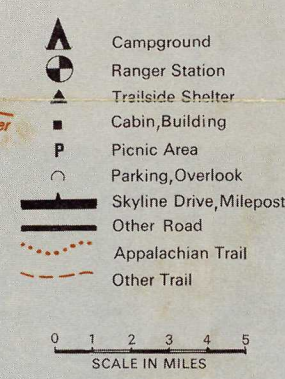 Campground
Ranger Station
Trailside Shelter
Cabin,Building
P Picnic Area
Parking,Overlook
Skyline Drive,Milepost
Other Road
Appalachian Trail
Other Trail
0 1 2 3 4 5
SCALE IN MILES